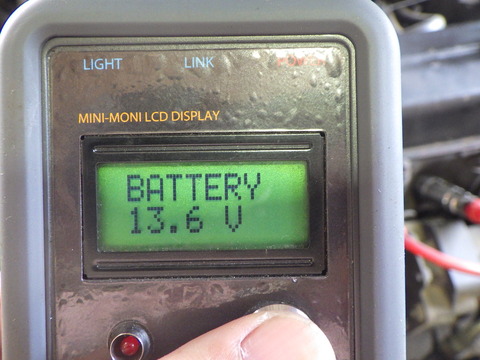 LIGHT LINK
MINI-MONI LCD DISPLAY
BATTERY
13.6 V